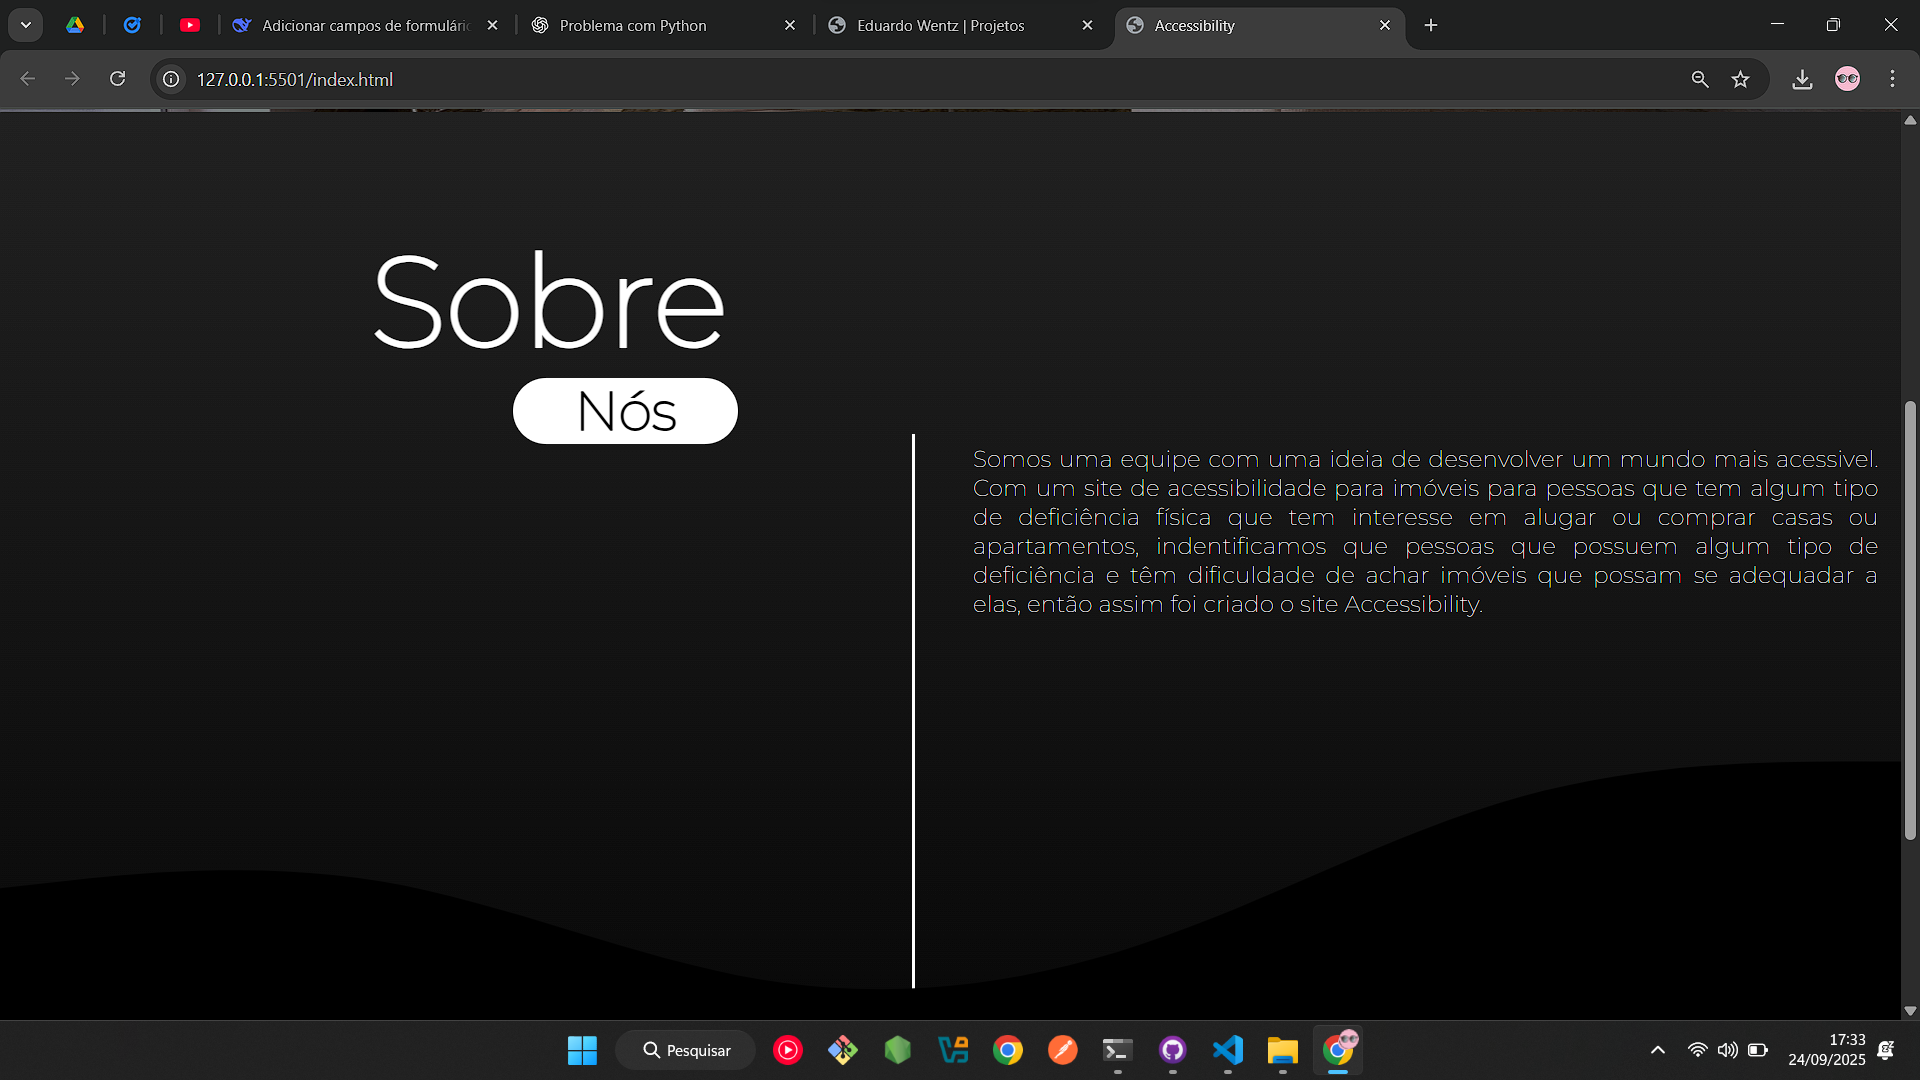 Adicionar campos de formulári
Problema com Python
Eduardo Wentz | Projetos
Accessibility
127.0.0.1:5501/index.html
Sobre
Nós
Somos uma equipe com uma ideia de desenvolver um mundo mais acessivel.
Com um site de acessibilidade para imóveis para pessoas que tem algum tipo
de deficiência física que tem interesse em alugar ou comprar casas ou
apartamentos, indentificamos que pessoas que possuem algum tipo de
deficiência e têm dificuldade de achar imóveis que possam se adequadar a
elas, então assim foi criado o site Accessibility.
Pesquisar
17:33
24/09/2025